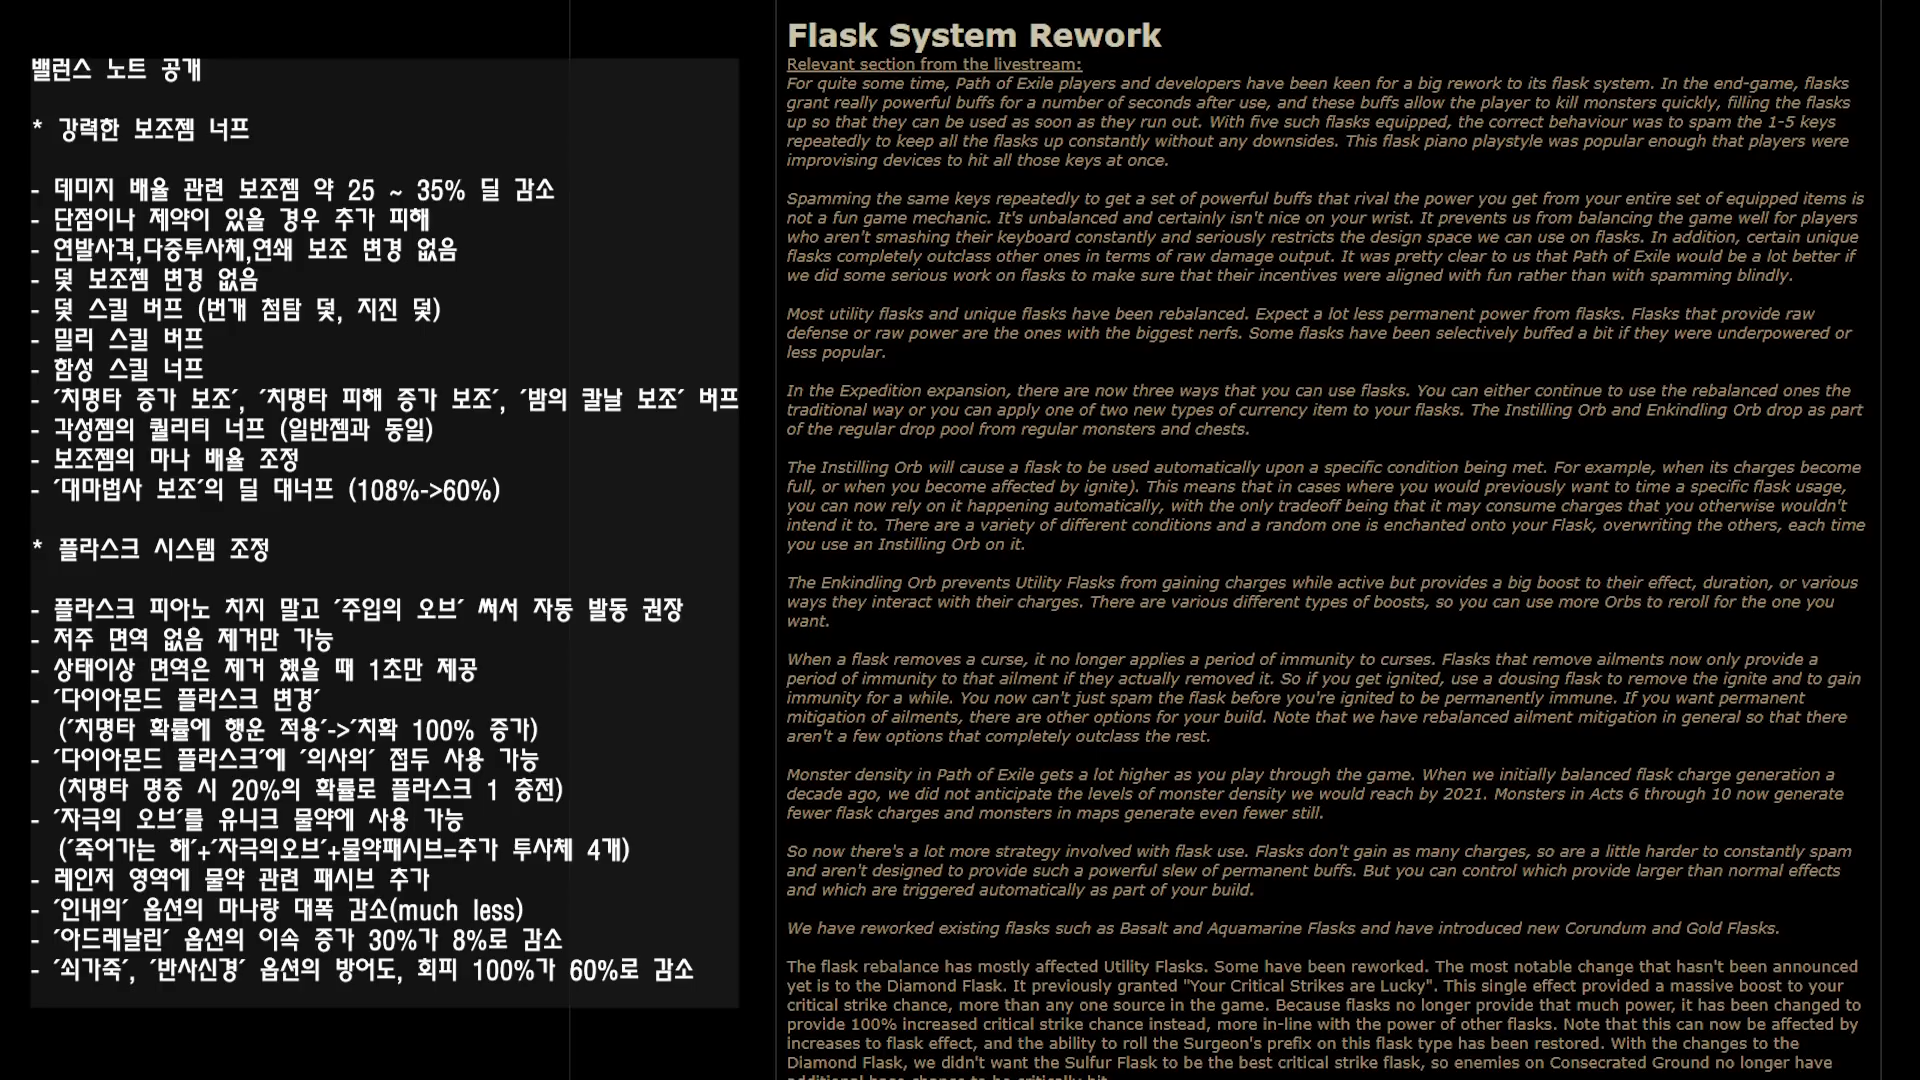 밸런스 노트 공개
* 강력한 보조젬 너프
- 데미지 배율 관련 보조젬 약 25 ~ 35% 딜 감소
- 단점이나 제약이 있을 경우 추가 피해
- 연발사격,다중투사체,연쇄 보조 변경 없음
- 덫 보조젬 변경 없음
- 덫 스킬 버프 (번개 첨탑 덫, 지진 덫)
- 밀리 스킬 버프
- 함성 스킬 너프
- '치명타 증가 보조', '치명타 피해 증가 보조', '밤의 칼날 보조' 버프
- 각성젬의 퀄리티 너프 (일반젬과 동일)
- 보조젬의 마나 배율 조정
- '대마법사 보조'의 딜 대너프 (108%->60%)
* 플라스크 시스템 조정
- 플라스크 피아노 치지 말고 '주입의 오브' 써서 자동 발동 권장
- 저주 면역 없음 제거만 가능
- 상태이상 면역은 제거 했을 때 1초만 제공
- '다이아몬드 플라스크 변경'
('치명타 확률에 행운 적용'->'치확 100% 증가)
- '다이아몬드 플라스크'에 '의사의' 접두 사용 가능
(치명타 명중 시 20%의 확률로 플라스크 1 충전)
- '자극의 오브'를 유니크 물약에 사용 가능
('죽어가는 해'+'자극의오브'+물약패시브=추가 투사체 4개)
- 레인저 영역에 물약 관련 패시브 추가
- '인내의' 옵션의 마나량 대폭 감소(much less)
- '아드레날린' 옵션의 이속 증가 30%가 8%로 감소
- '쇠가죽', '반사신경' 옵션의 방어도, 회피 100%가 60%로 감소
Flask System Rework
Relevant section from the livestream:
For quite some time, Path of Exile players and developers have been keen for a big rework to its flask system. In the end-game, flasks
grant really powerful buffs for a number of seconds after use, and these buffs allow the player to kill monsters quickly, filling the flasks
up so that they can be used as soon as they run out. With five such flasks equipped, the correct behaviour was to spam the 1-5 keys
repeatedly to keep all the flasks up constantly without any downsides. This flask piano playstyle was popular enough that players were
improvising devices to hit all those keys at once.
Spamming the same keys repeatedly to get a set of powerful buffs that rival the power you get from your entire set of equipped items is
not a fun game mechanic. It's unbalanced and certainly isn't nice on your wrist. It prevents us from balancing the game well for players
who aren't smashing their keyboard constantly and seriously restricts the design space we can use on flasks. In addition, certain unique
flasks completely outclass other ones in terms of raw damage output. It was pretty clear to us that Path of Exile would be a lot better if
we did some serious work on flasks to make sure that their incentives were aligned with fun rather than with spamming blindly.
Most utility flasks and unique flasks have been rebalanced. Expect a lot less permanent power from flasks. Flasks that provide raw
defense or raw power are the ones with the biggest nerfs. Some flasks have been selectively buffed a bit if they were underpowered or
less popular.
In the Expedition expansion, there are now three ways that you can use flasks. You can either continue to use the rebalanced ones the
traditional way or you can apply one of two new types of currency item to your flasks. The Instilling Orb and Enkindling Orb drop as part
of the regular drop pool from regular monsters and chests.
The Instilling Orb will cause a flask to be used automatically upon a specific condition being met. For example, when its charges become
full, or when you become affected by ignite). This means that in cases where you would previously want to time a specific flask usage,
you can now rely on it happening automatically, with the only tradeoff being that it may consume charges that you otherwise wouldn't
intend it to. There are a variety of different conditions and a random one is enchanted onto your Flask, overwriting the others, each time
you use an Instilling Orb on it.
The Enkindling Orb prevents Utility Flasks from gaining charges while active but provides a big boost to their effect, duration, or various
ways they interact with their charges. There are various different types of boosts, so you can use more Orbs to reroll for the one you
want.
When a flask removes a curse, it no longer applies a period of immunity to curses. Flasks that remove ailments now only provide a
period of immunity to that ailment if they actually removed it. So if you get ignited, use a dousing flask to remove the ignite and to gain
immunity for a while. You now can't just spam the flask before you're ignited to be permanently immune. If you want permanent
mitigation of ailments, there are other options for your build. Note that we have rebalanced ailment mitigation in general so that there
aren't a few options that completely outclass the rest.
Monster density in Path of Exile gets a lot higher as you play through the game. When we initially balanced flask charge generation a
decade ago, we did not anticipate the levels of monster density we would reach by 2021. Monsters in Acts 6 through 10 now generate
fewer flask charges and monsters in maps generate even fewer still.
So now there's a lot more strategy involved with flask use. Flasks don't gain as many charges, so are a little harder to constantly spam
and aren't designed to provide such a powerful slew of permanent buffs. But you can control which provide larger than normal effects
and which are triggered automatically as part of your build.
We have reworked existing flasks such as Basalt and Aquamarine Flasks and have introduced new Corundum and Gold Flasks.
The flask rebalance has mostly affected Utility Flasks. Some have been reworked. The most notable change that hasn't been announced
yet is to the Diamond Flask. It previously granted "Your Critical Strikes are Lucky". This single effect provided a massive boost to your
critical strike chance, more than any one source in the game. Because flasks no longer provide that much power, it has been changed to
provide 100% increased critical strike chance instead, more in-line with the power of other flasks. Note that this can now be affected by
increases to flask effect, and the ability to roll the Surgeon's prefix on this flask type has been restored. With the changes to the
Diamond Flask, we didn't want the Sulfur Flask to be the best critical strike flask, so enemies on Consecrated Ground no longer have